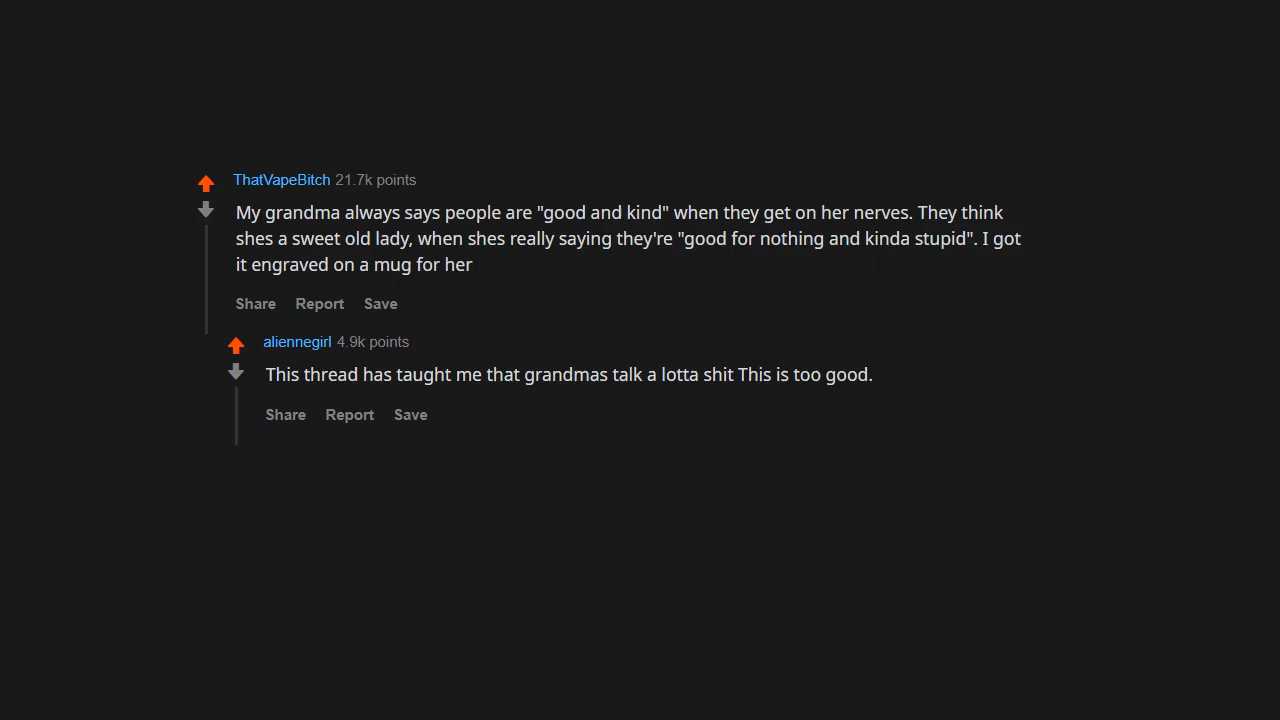 ThatVapeBitch 21.7k points
My grandma always says people are "good and kind" when they get on her nerves. They think
shes a sweet old lady, when shes really saying they're "good for nothing and kinda stupid". I got
it engraved on a mug for her
Share Report Save
aliennegirl 4.9k points
This thread has taught me that grandmas talk a lotta shit This is too good.
Share Report Save